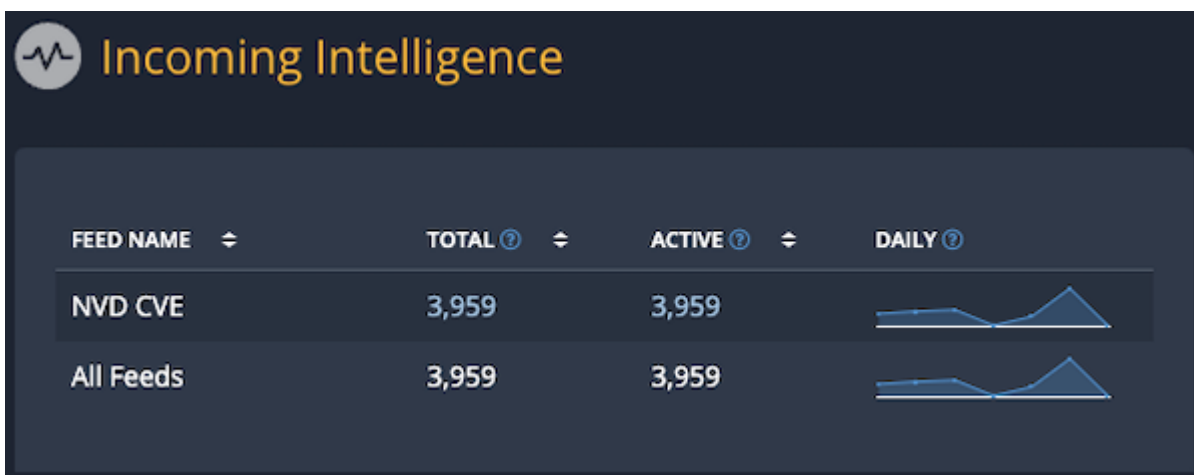 Incoming Intelligence
FEED NAME TOTAL ? ACTIVE ? DAILY ?
NVD CVE 3,959 3,959
All Feeds 3,959 3,959